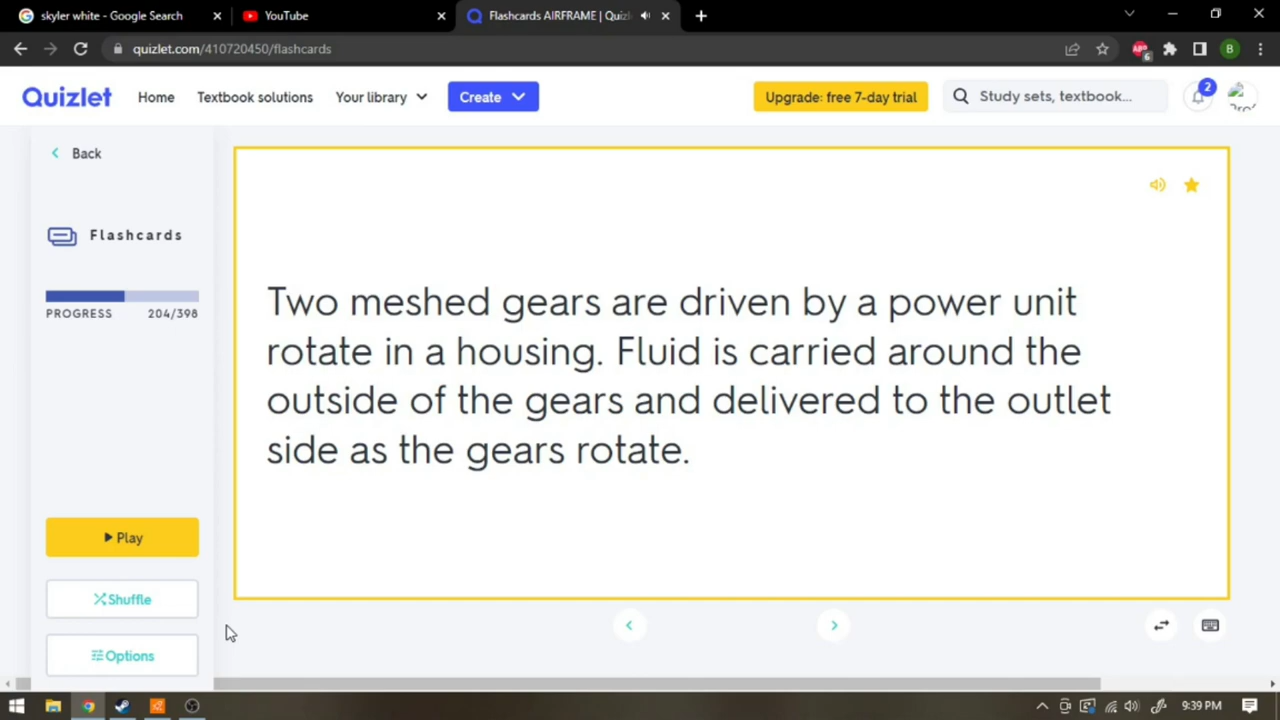 skyler white - Google Search
YouTube
Flashcards AIRFRAME | Quizl
quizlet.com/410720450/flashcards
6
B
Quizlet
Home
Textbook solutions
Your library
Create
Upgrade: free 7-day trial
Study sets, textbook...
2
Back
Flashcards
PROGRESS 204/398
Two meshed gears are driven by a power unit
rotate in a housing. Fluid is carried around the
outside of the gears and delivered to the outlet
side as the gears rotate.
Play
Shuffle
Options
9:39 PM